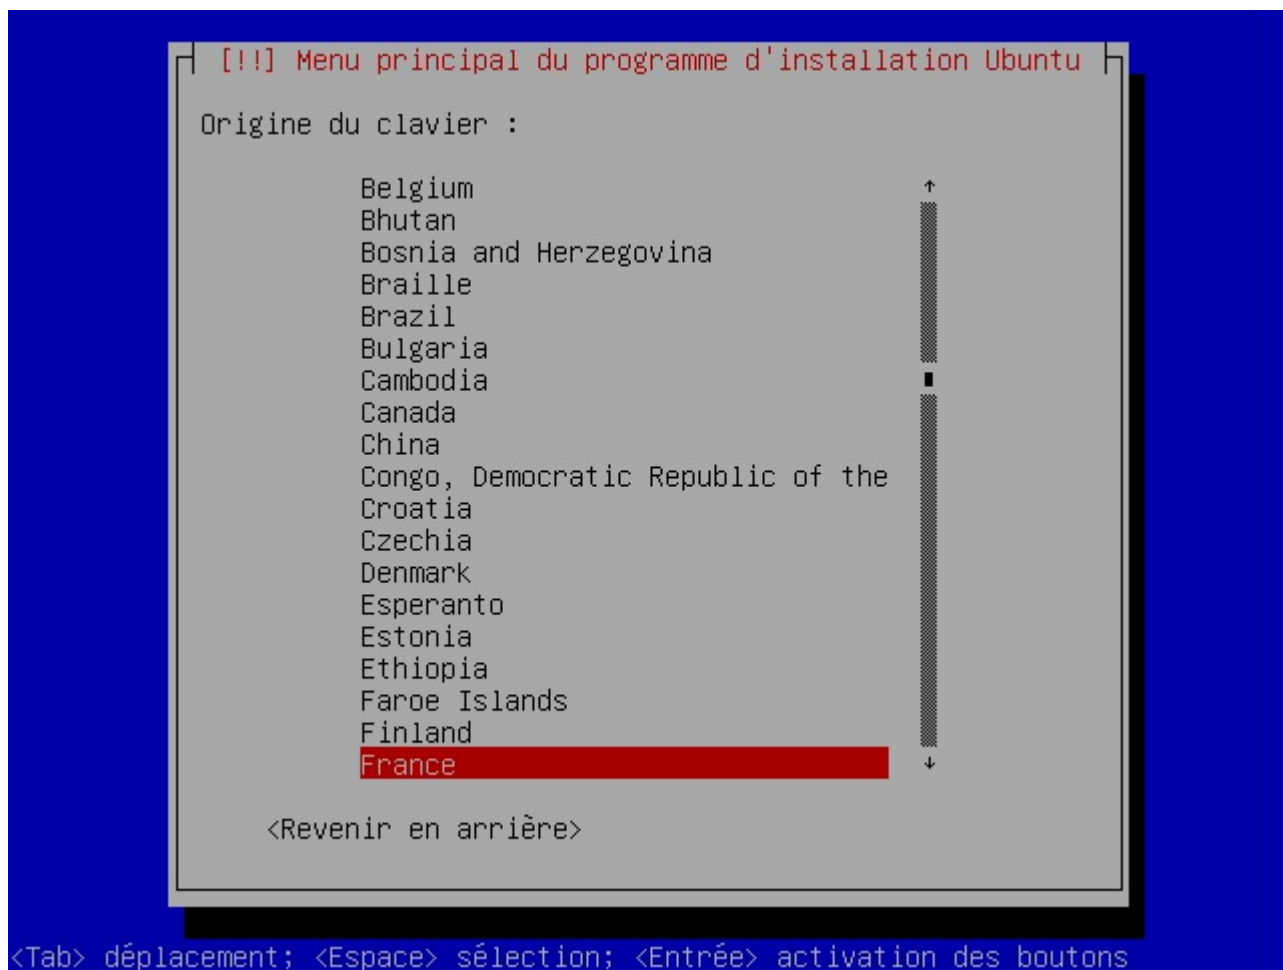 [!!] Menu principal du programme d'installation Ubuntu
Origine du clavier :
Belgium
Bhutan
Bosnia and Herzegovina
Braille
Brazil
Bulgaria
Cambodia
Canada
China
Congo, Democratic Republic of the
Croatia
Czechia
Denmark
Esperanto
Estonia
Ethiopia
Faroe Islands
Finland
France
<Revenir en arrière>
<Tab> déplacement; <Espace> sélection; <Entrée> activation des boutons